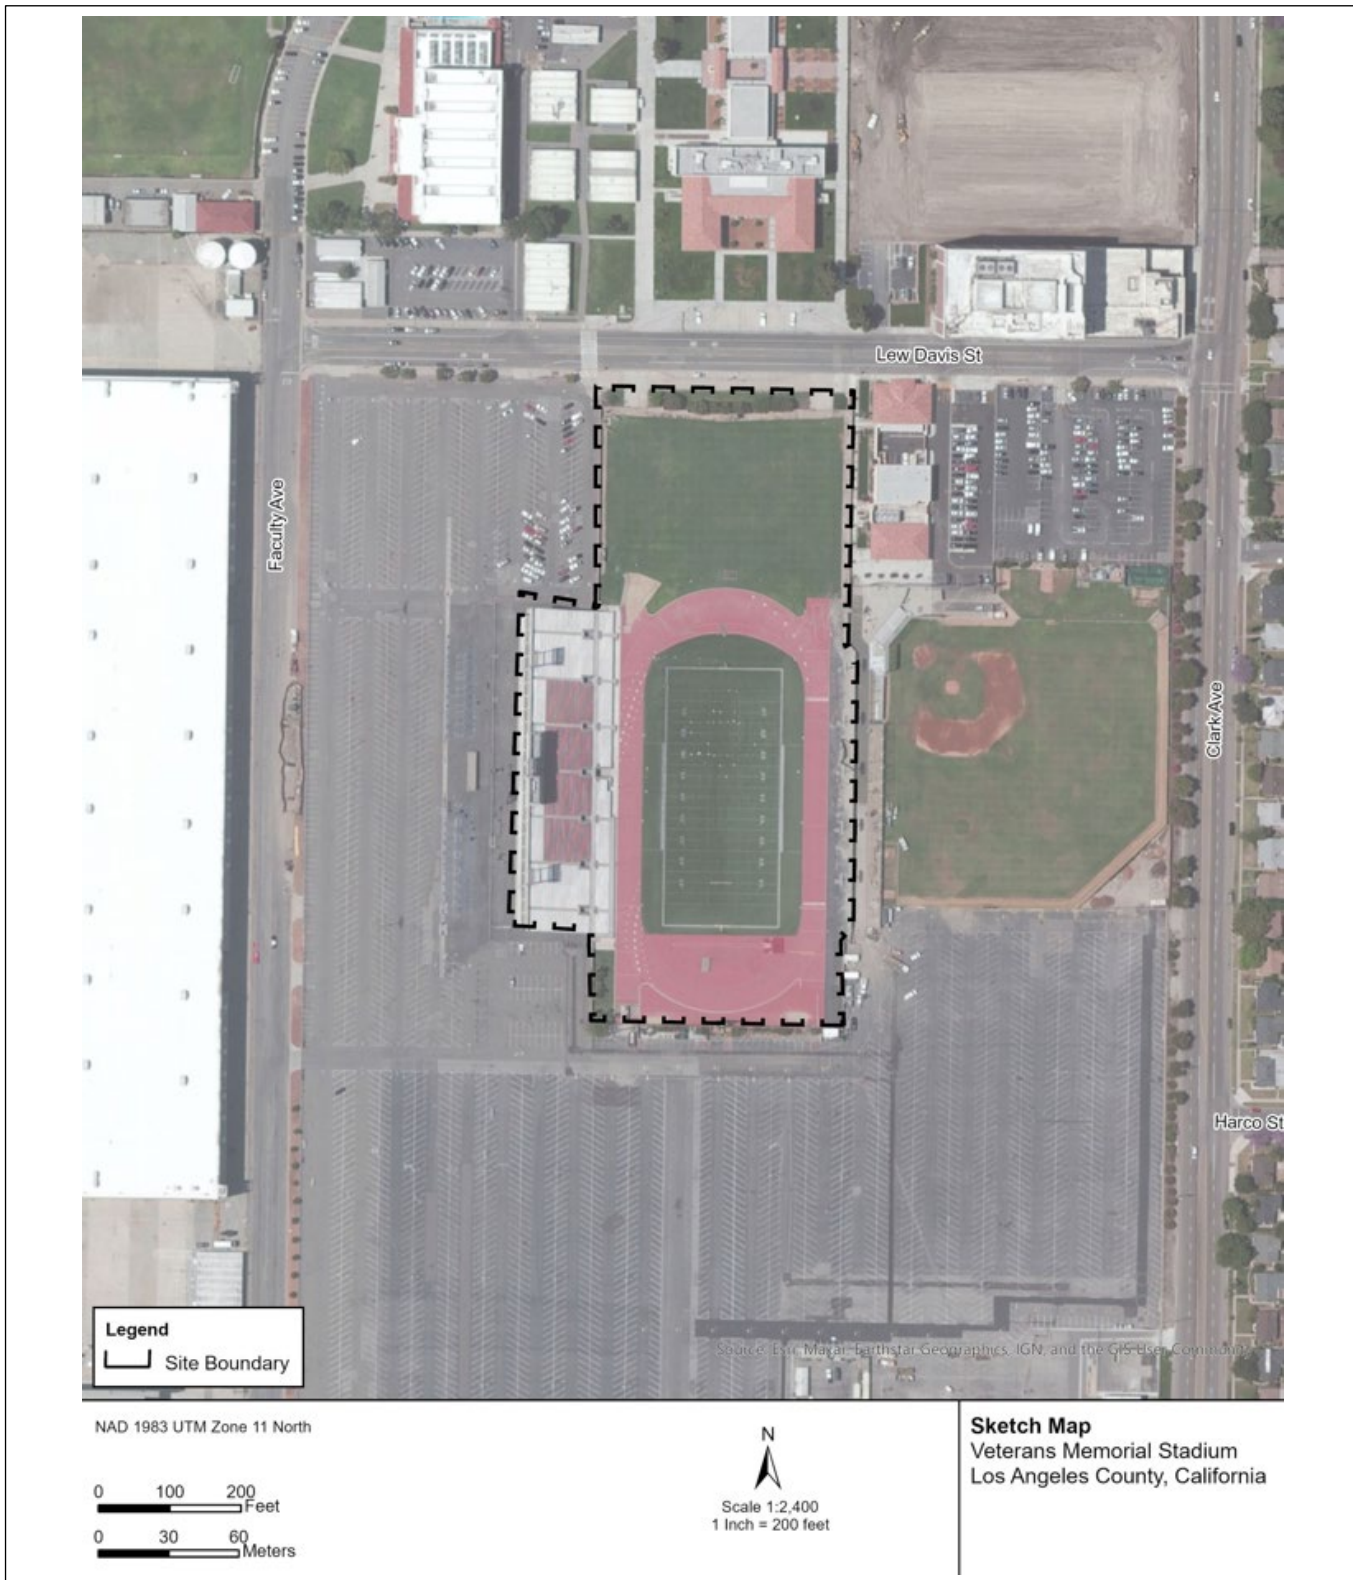 Lew Davis St
Faculty Ave
Clark Ave
Harco St
Legend
Site Boundary
Source: Esri, Maxar, Earthstar Geographics, IGN, and the GIS User Community
NAD 1983 UTM Zone 11 North
0 100 200
Feet
0 30 60
Meters
N
Scale 1:2,400
1 Inch = 200 feet
Sketch Map
Veterans Memorial Stadium
Los Angeles County, California